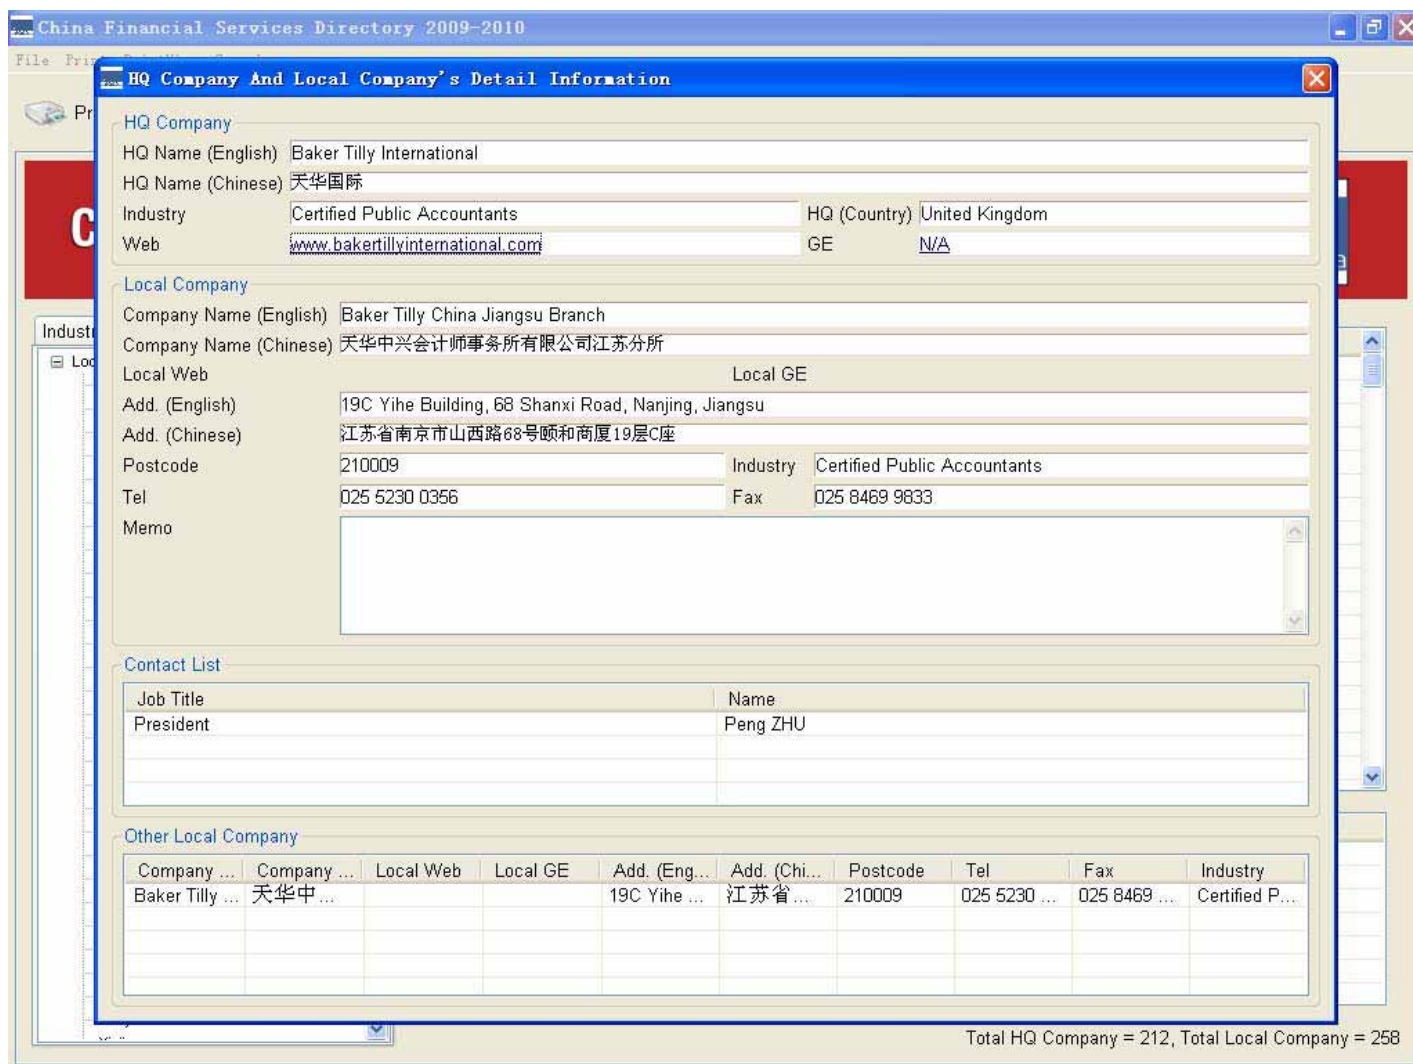 China Financial Services Directory 2009-2010
File
HQ Company And Local Company's Detail Information
HQ Company
HQ Name (English) Baker Tilly International
HQ Name (Chinese) 天华国际
Industry Certified Public Accountants HQ (Country) United Kingdom
Web www.bakertillyinternational.com GE N/A
Local Company
Company Name (English) Baker Tilly China Jiangsu Branch
Company Name (Chinese) 天华中兴会计师事务所有限公司江苏分所
Local Web Local GE
Add. (English) 19C Yihe Building, 68 Shanxi Road, Nanjing, Jiangsu
Add. (Chinese) 江苏省南京市山西路68号颐和商厦19层C座
Postcode 210009 Industry Certified Public Accountants
Tel 025 5230 0356 Fax 025 8469 9833
Memo
Contact List
Job Title Name
President Peng ZHU
Other Local Company
Company ... Company ... Local Web Local GE Add. (Eng... Add. (Chi... Postcode Tel Fax Industry
Baker Tilly ... 天华中... 19C Yihe ... 江苏省... 210009 025 5230 ... 025 8469 ... Certified P...
Total HQ Company = 212, Total Local Company = 258